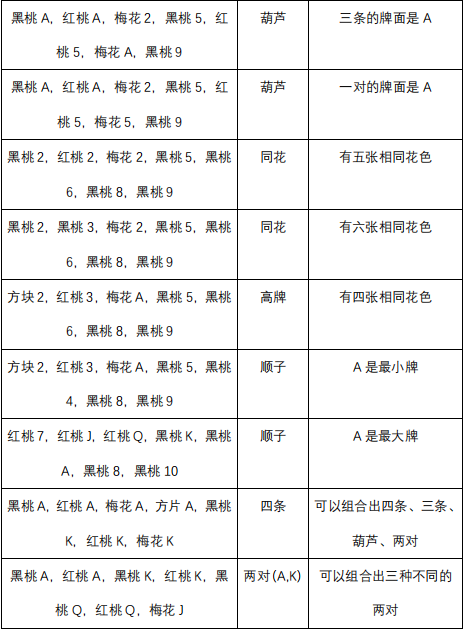 黑桃 A，红桃 A，梅花 2，黑桃 5，红
桃 5，梅花 A，黑桃 9
葫芦
三条的牌面是 A
黑桃 A，红桃 A，梅花 2，黑桃 5，红
桃 5，梅花 5，黑桃 9
葫芦
一对的牌面是 A
黑桃 2，红桃 2，梅花 2，黑桃 5，黑桃
6，黑桃 8，黑桃 9
同花
有五张相同花色
黑桃 2，黑桃 3，梅花 2，黑桃 5，黑桃
6，黑桃 8，黑桃 9
同花
有六张相同花色
方块 2，红桃 3，梅花 A，黑桃 5，黑桃
6，黑桃 8，黑桃 9
高牌
有四张相同花色
方块 2，红桃 3，梅花 A，黑桃 5，黑桃
4，黑桃 8，黑桃 9
顺子
A 是最小牌
红桃 7，红桃 J，红桃 Q，黑桃 K，黑桃
A，黑桃 8，黑桃 10
顺子
A 是最大牌
黑桃 A，红桃 A，梅花 A，方片 A，黑桃
K，红桃 K，梅花 K
四条
可以组合出四条、三条、
葫芦、两对
黑桃 A，红桃 A，黑桃 K，红桃 K，黑
桃 Q，红桃 Q，梅花 J
两对(A,K)
可以组合出三种不同的
两对